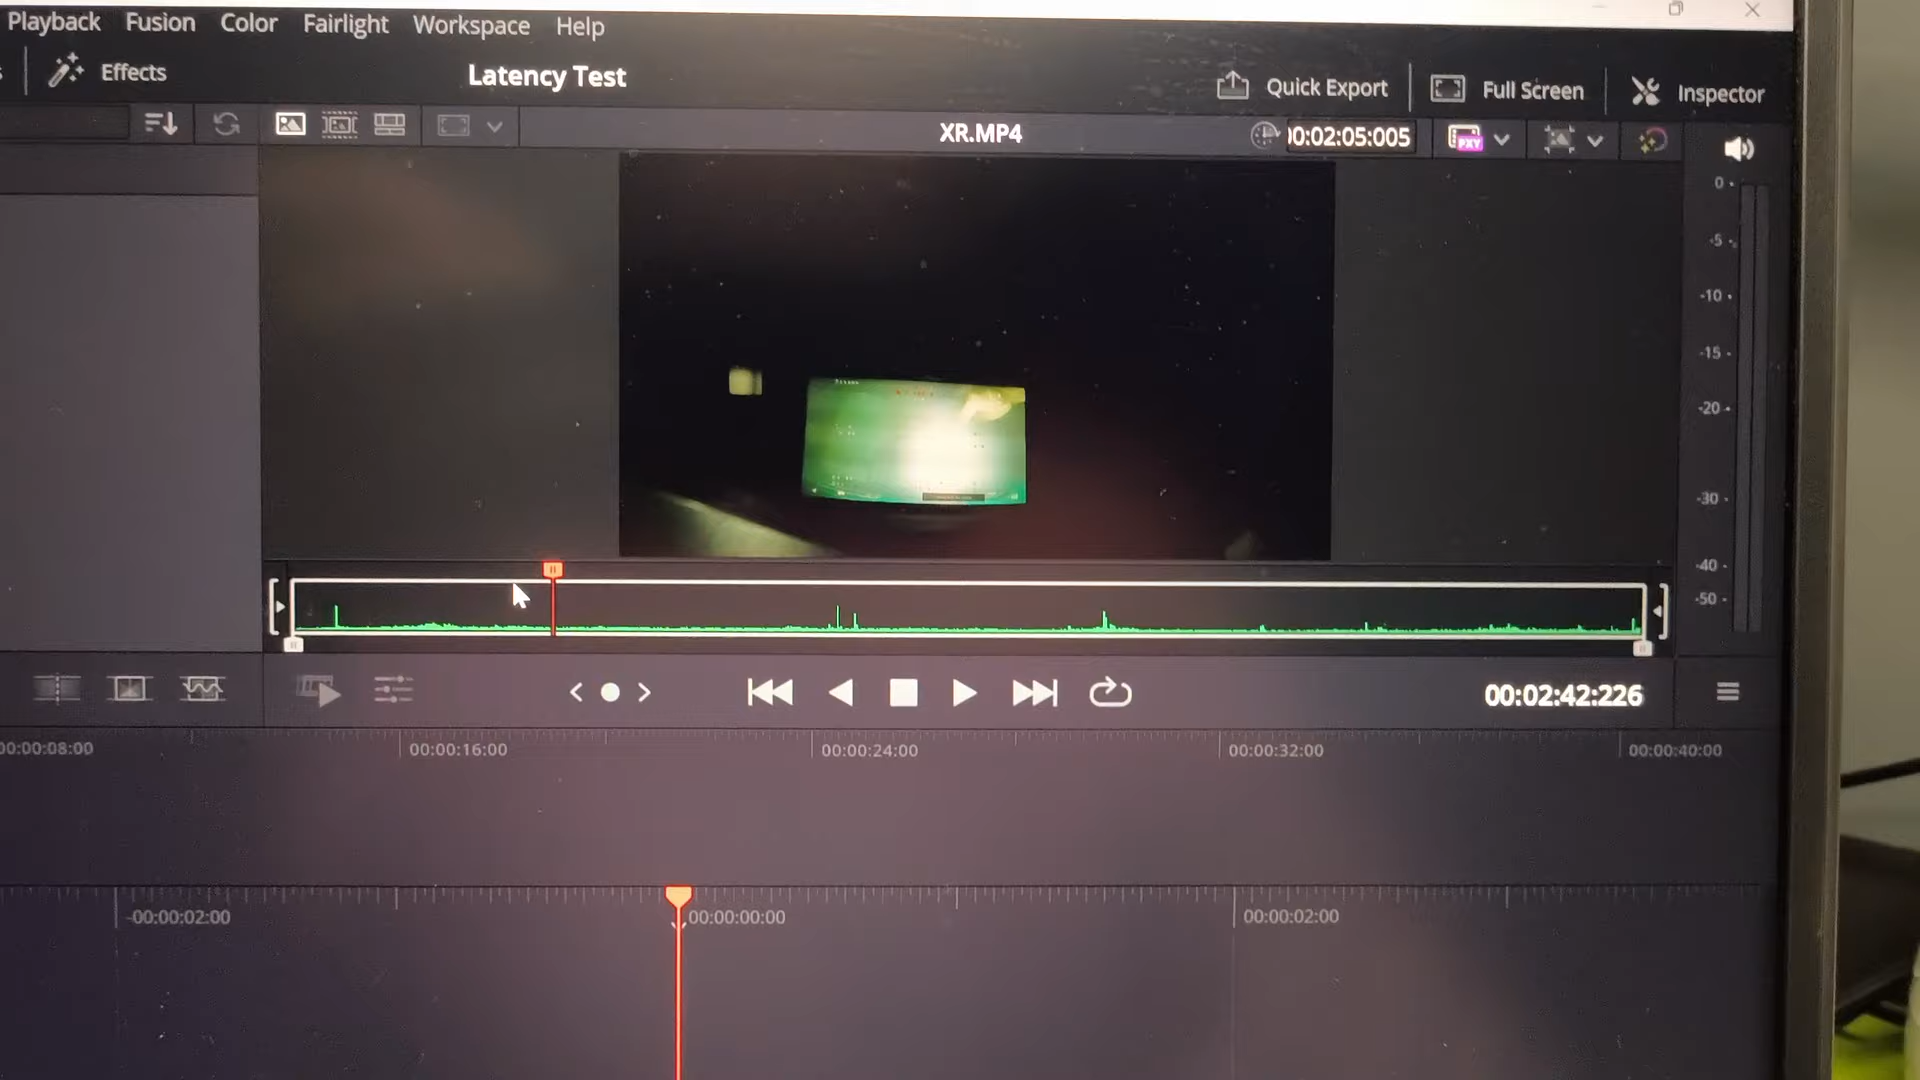 Playback Fusion Color Fairlight Workspace Help
Effects
Latency Test
Quick Export
Full Screen
Inspector
XR.MP4
00:02:05:005
PXY
0
-5
-10
-15
-20
-30
-40
-50
00:02:42:226
00:00:08:00
00:00:16:00
00:00:24:00
00:00:32:00
00:00:40:00
-00:00:02:00
00:00:00:00
00:00:02:00